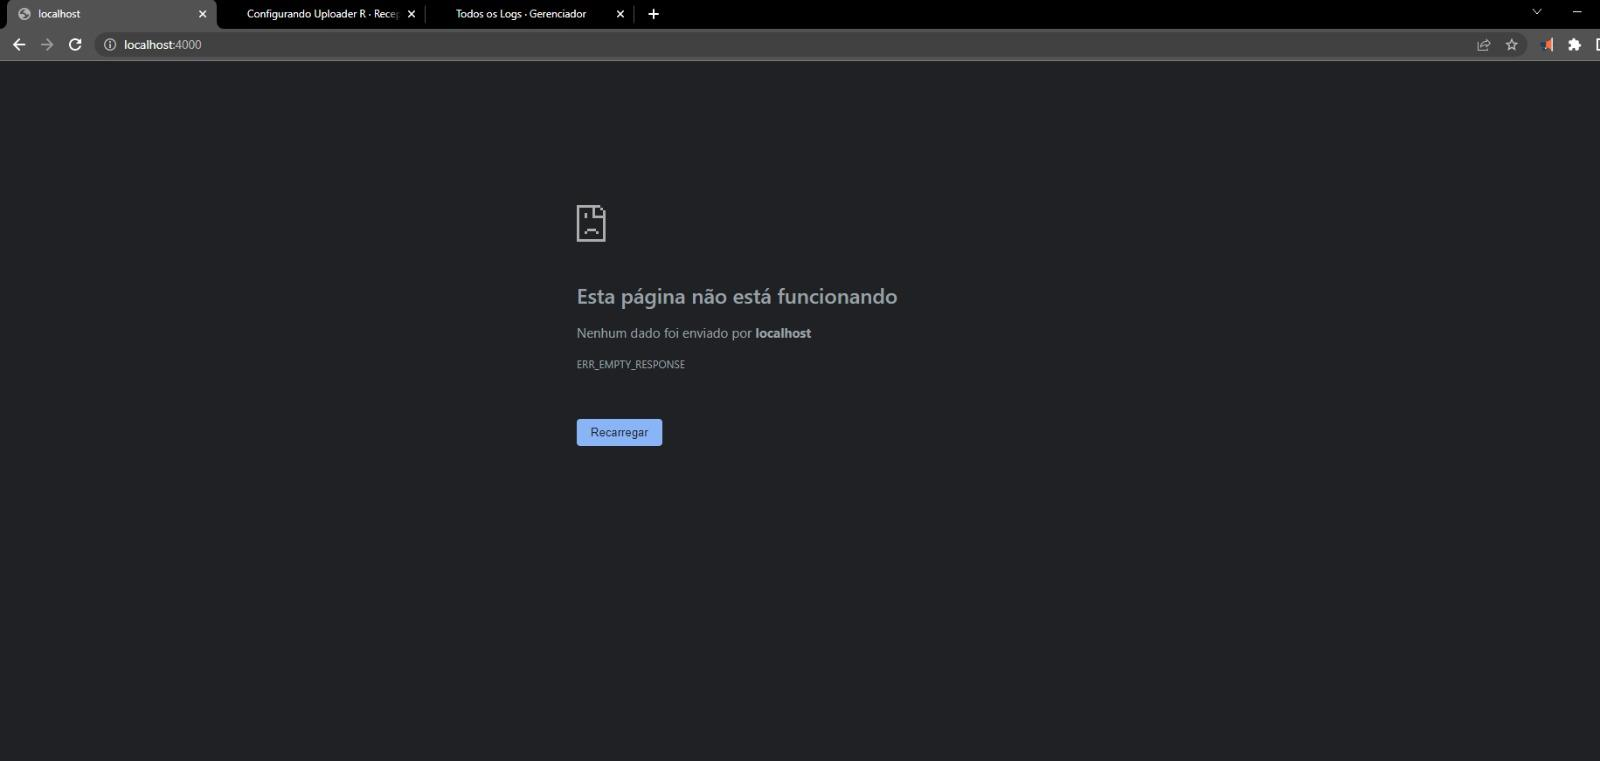 localhost
Configurando Uploader R · Recep
Todos os Logs · Gerenciador
localhost:4000
Esta página não está funcionando
Nenhum dado foi enviado por localhost
ERR_EMPTY_RESPONSE
Recarregar